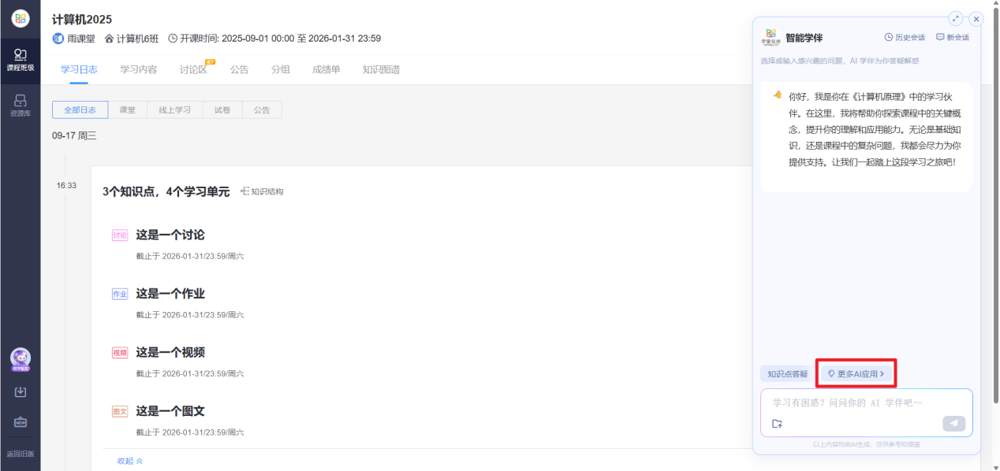 计算机2025
雨课堂 计算机6班 开课时间: 2025-09-01 00:00 至 2026-01-31 23:59
学习日志 学习内容 讨论区 公告 分组 成绩单 知识图谱
全部日志 课堂 线上学习 试卷 公告
09-17 周三
16:33
3个知识点，4个学习单元 知识结构
讨论 这是一个讨论
截止于 2026-01-31/23:59/周六
作业 这是一个作业
截止于 2026-01-31/23:59/周六
视频 这是一个视频
截止于 2026-01-31/23:59/周六
图文 这是一个图文
截止于 2026-01-31/23:59/周六
收起
课程班级
资源库
NEW
返回旧版
学堂在线
智能学伴 历史会话 新会话
选择或输入感兴趣的问题，AI 学伴为你答疑解惑
你好，我是你在《计算机原理》中的学习伙
伴。在这里，我将帮助你探索课程中的关键概
念，提升你的理解和应用能力。无论是基础知
识，还是课程中的复杂问题，我都会尽力为你
提供支持。让我们一起踏上这段学习之旅吧！
知识点答疑 更多AI应用
学习有困惑？问问你的 AI 学伴吧～
以上内容均由AI生成，仅供参考和借鉴